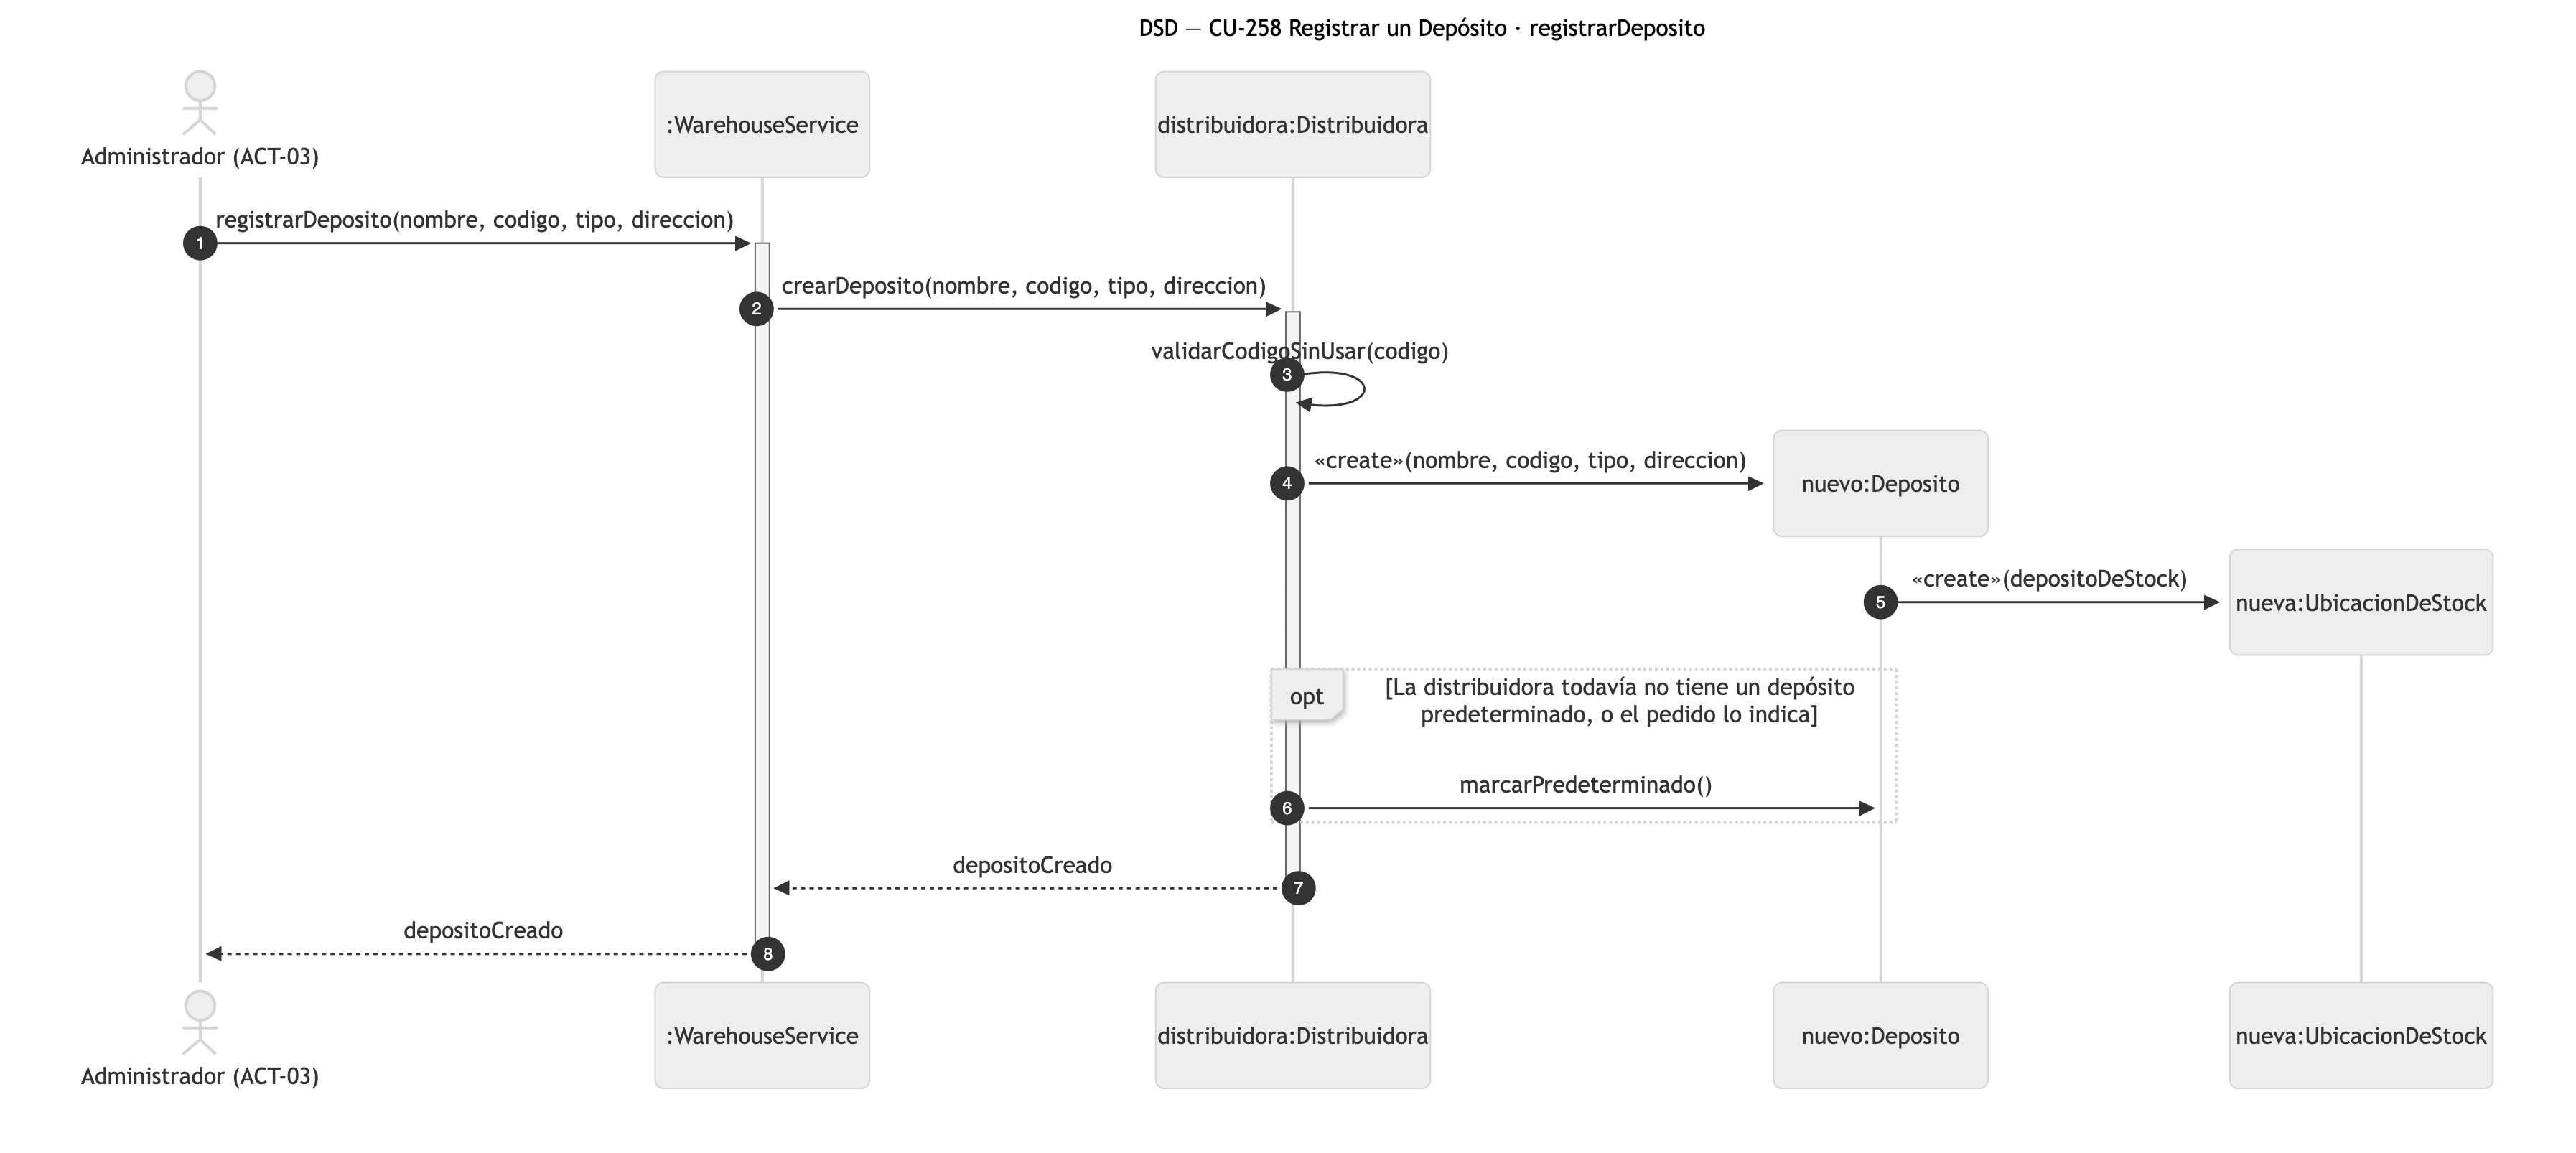 DSD — CU-258 Registrar un Depósito · registrarDeposito
Administrador (ACT-03)
:WarehouseService
distribuidora:Distribuidora
registrarDeposito(nombre, codigo, tipo, direccion)
1
crearDeposito(nombre, codigo, tipo, direccion)
2
validarCodigoSinUsar(codigo)
3
«create»(nombre, codigo, tipo, direccion)
4
nuevo:Deposito
«create»(depositoDeStock)
5
nueva:UbicacionDeStock
opt
[La distribuidora todavía no tiene un depósito
predeterminado, o el pedido lo indica]
marcarPredeterminado()
6
depositoCreado
7
depositoCreado
8
Administrador (ACT-03)
:WarehouseService
distribuidora:Distribuidora
nuevo:Deposito
nueva:UbicacionDeStock